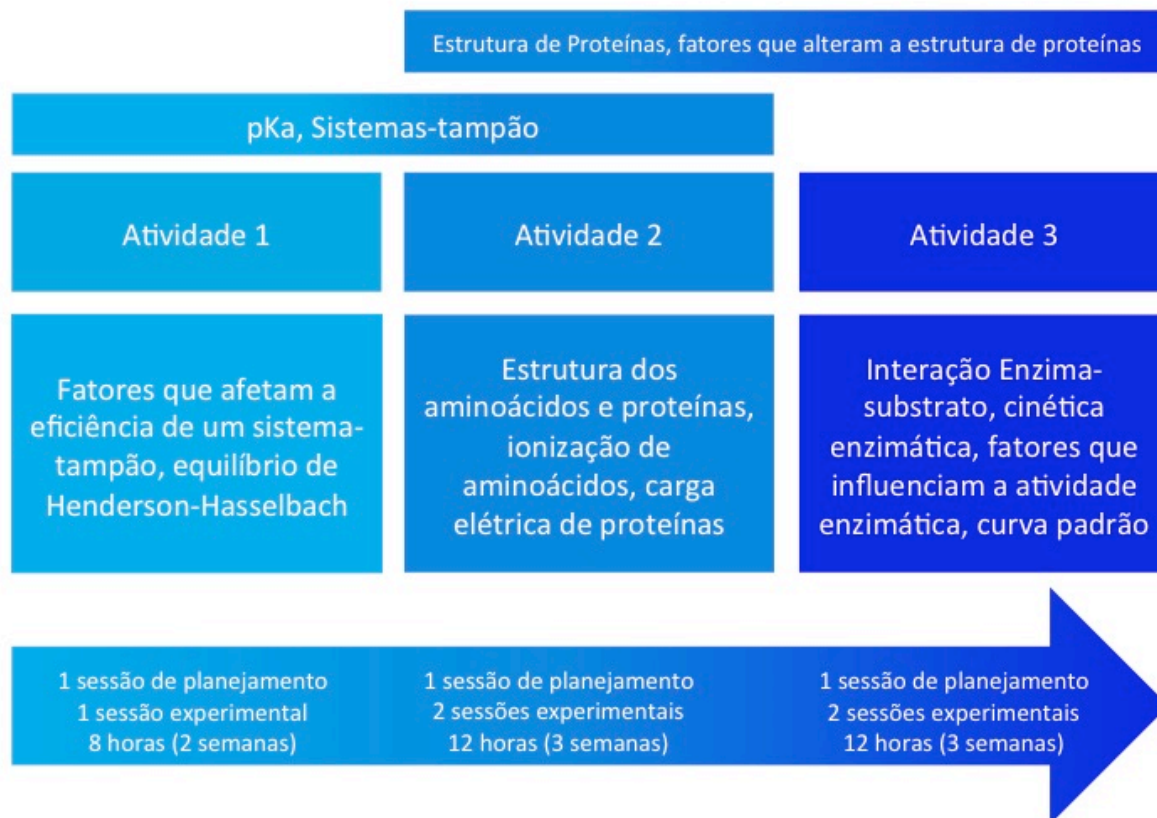 Estrutura de Proteínas, fatores que alteram a estrutura de proteínas
pKa, Sistemas-tampão
Atividade 1
Atividade 2
Atividade 3
Fatores que afetam a
eficiência de um sistema-
tampão, equilíbrio de
Henderson-Hasselbach
Estrutura dos
aminoácidos e proteínas,
ionização de
aminoácidos, carga
elétrica de proteínas
Interação Enzima-
substrato, cinética
enzimática, fatores que
influenciam a atividade
enzimática, curva padrão
1 sessão de planejamento
1 sessão experimental
8 horas (2 semanas)
1 sessão de planejamento
2 sessões experimentais
12 horas (3 semanas)
1 sessão de planejamento
2 sessões experimentais
12 horas (3 semanas)